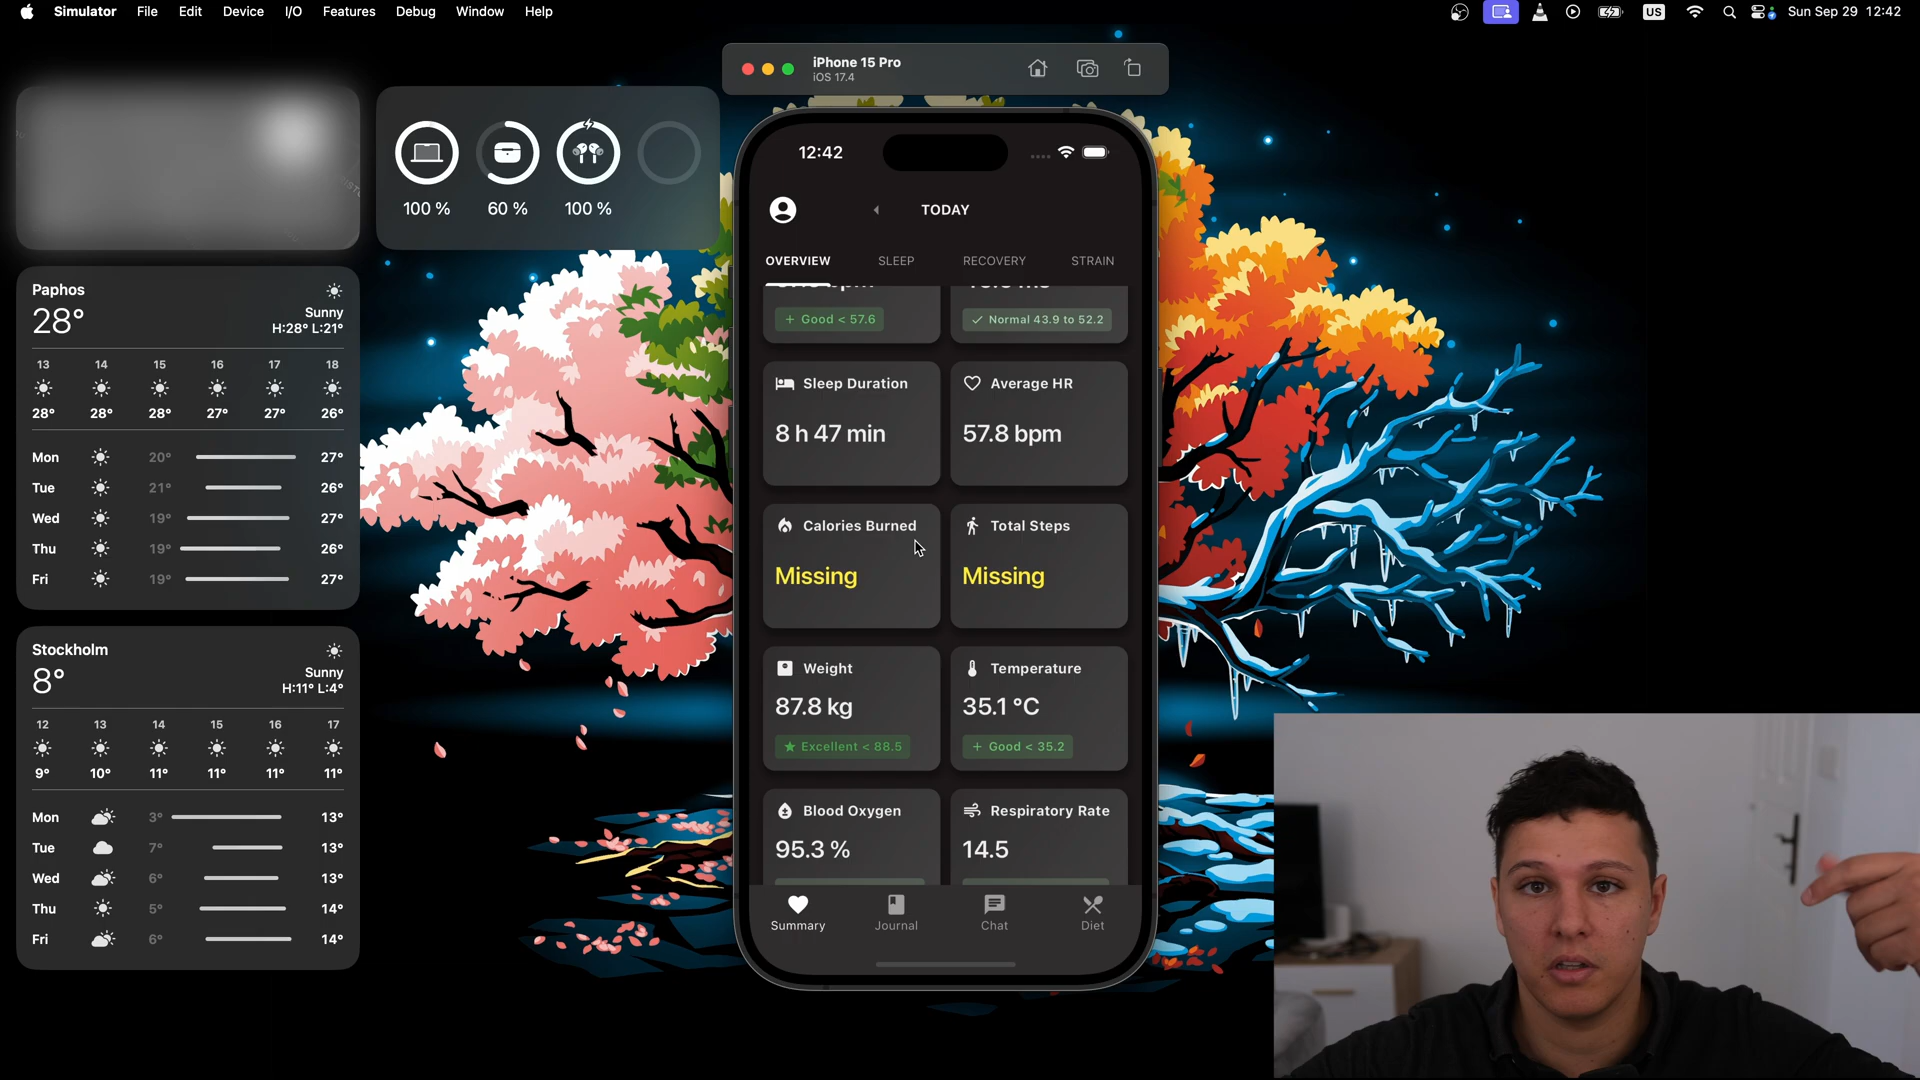 Simulator File Edit Device I/O Features Debug Window Help
US Sun Sep 29 12:42
100 % 60 % 100 %
Paphos
28°
Sunny
H:28° L:21°
13 14 15 16 17 18
28° 28° 28° 27° 27° 26°
Mon 20° 27°
Tue 21° 26°
Wed 19° 27°
Thu 19° 26°
Fri 19° 27°
Stockholm
8°
Sunny
H:11° L:4°
12 13 14 15 16 17
9° 10° 11° 11° 11° 11°
Mon 3° 13°
Tue 7° 13°
Wed 6° 13°
Thu 5° 14°
Fri 6° 14°
iPhone 15 Pro
iOS 17.4
12:42
TODAY
OVERVIEW SLEEP RECOVERY STRAIN
+ Good < 57.6
Normal 43.9 to 52.2
Sleep Duration
8 h 47 min
Average HR
57.8 bpm
Calories Burned
Missing
Total Steps
Missing
Weight
87.8 kg
Excellent < 88.5
Temperature
35.1 °C
+ Good < 35.2
Blood Oxygen
95.3 %
Respiratory Rate
14.5
Summary Journal Chat Diet